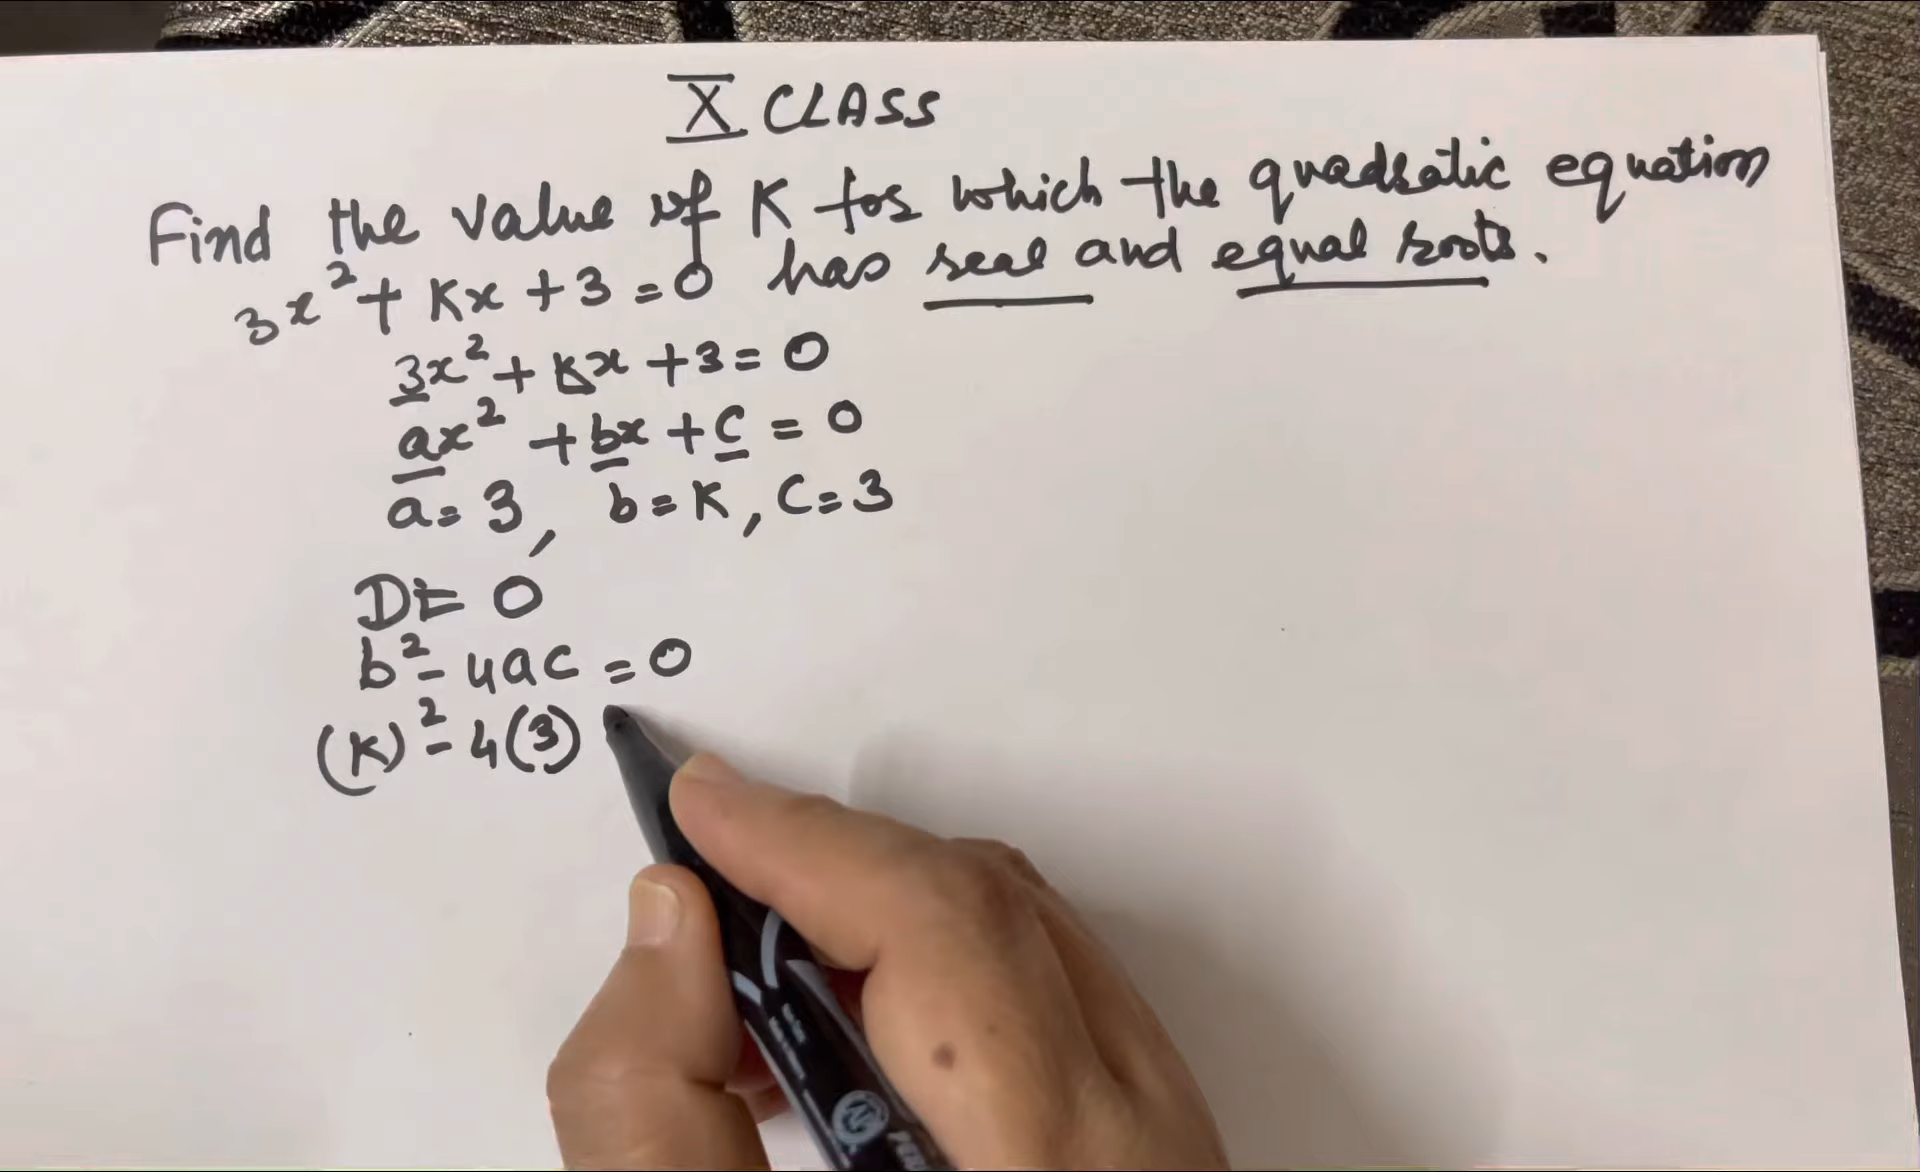 X CLASS
Find the value of K for which the quadratic equation
3x² + Kx + 3 = 0 has real and equal roots.
3x² + Kx + 3 = 0
ax² + bx + c = 0
a = 3, b = K, C = 3
D = 0
b² - 4ac = 0
(K)² - 4(3)